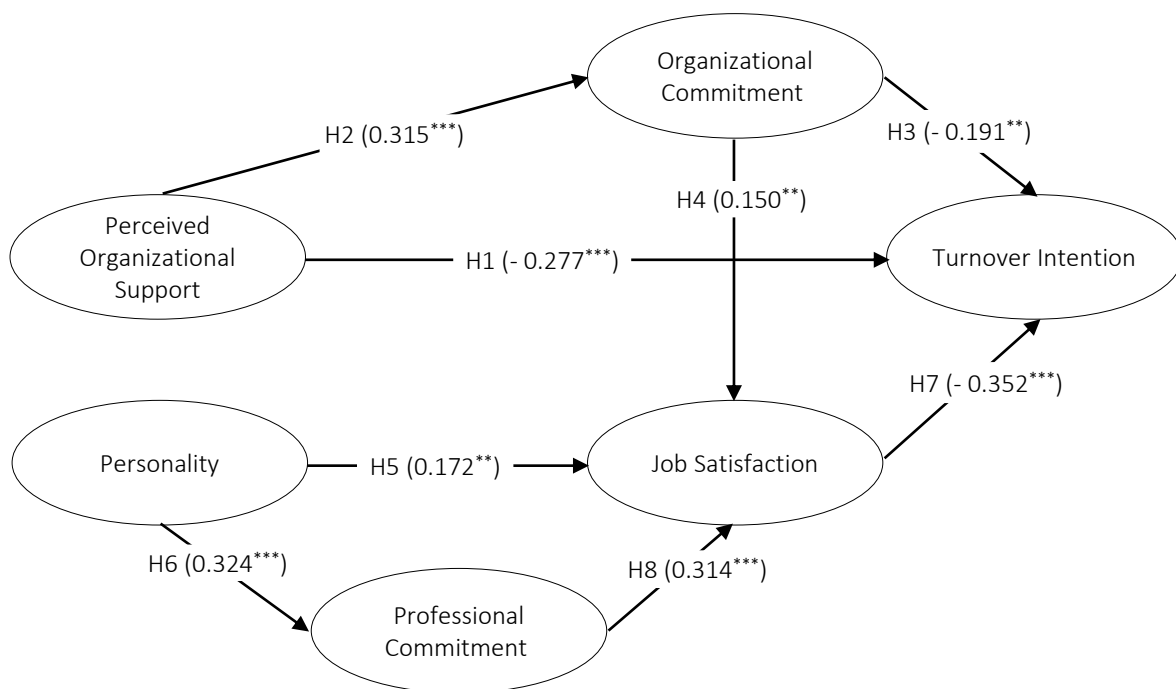 Organizational
Commitment
H2 (0.315***)
H3 (- 0.191**)
H4 (0.150**)
Perceived
Organizational
Support
H1 (- 0.277***)
Turnover Intention
H7 (- 0.352***)
Personality
H5 (0.172**)
Job Satisfaction
H6 (0.324***)
H8 (0.314***)
Professional
Commitment